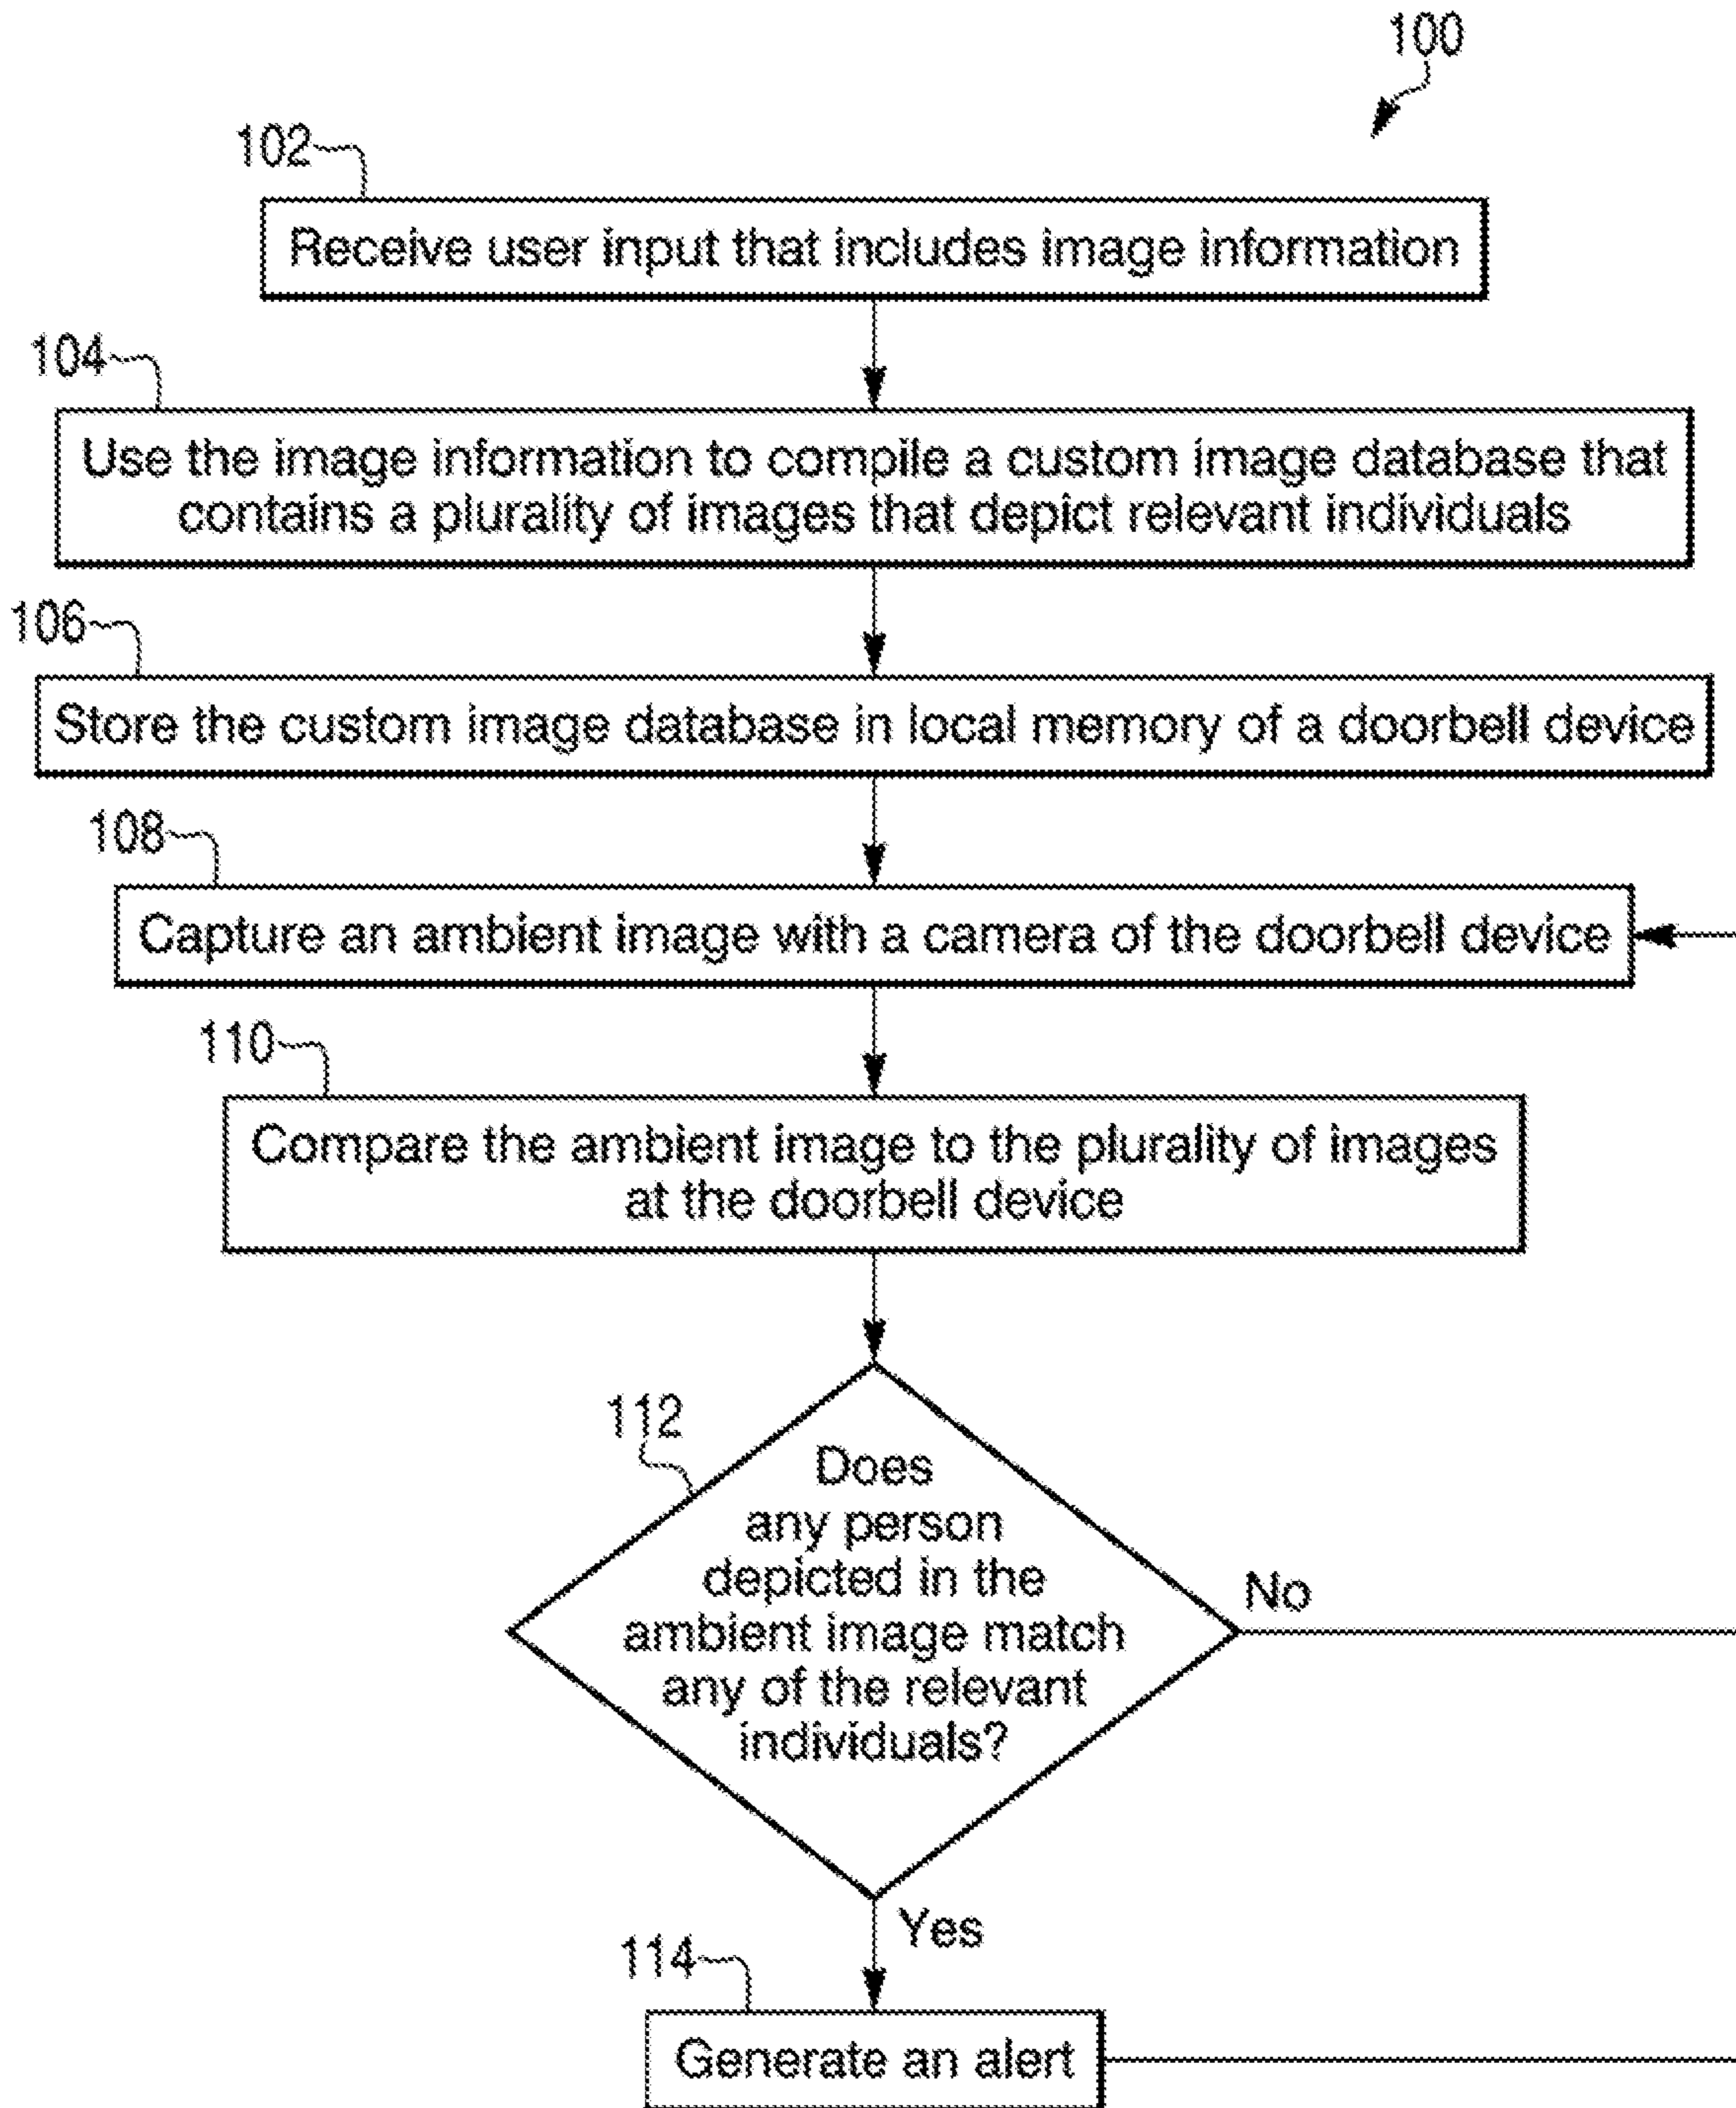 100
102
Receive user input that includes image information
104
Use the image information to compile a custom image database that
contains a plurality of images that depict relevant individuals
106
Store the custom image database in local memory of a doorbell device
108
Capture an ambient image with a camera of the doorbell device
110
Compare the ambient image to the plurality of images
at the doorbell device
112
Does
any person
depicted in the
ambient image match
any of the relevant
individuals?
No
Yes
114
Generate an alert